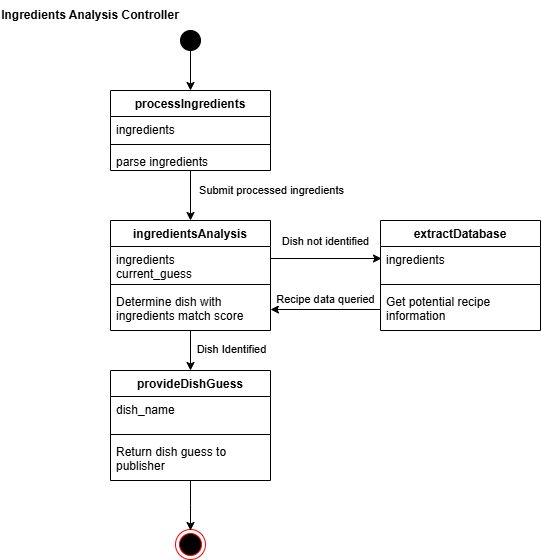 Ingredients Analysis Controller
processIngredients
ingredients
parse ingredients
Submit processed ingredients
ingredientsAnalysis
ingredients
current_guess
Determine dish with
ingredients match score
Dish not identified
Recipe data queried
extractDatabase
ingredients
Get potential recipe
information
Dish Identified
provideDishGuess
dish_name
Return dish guess to
publisher